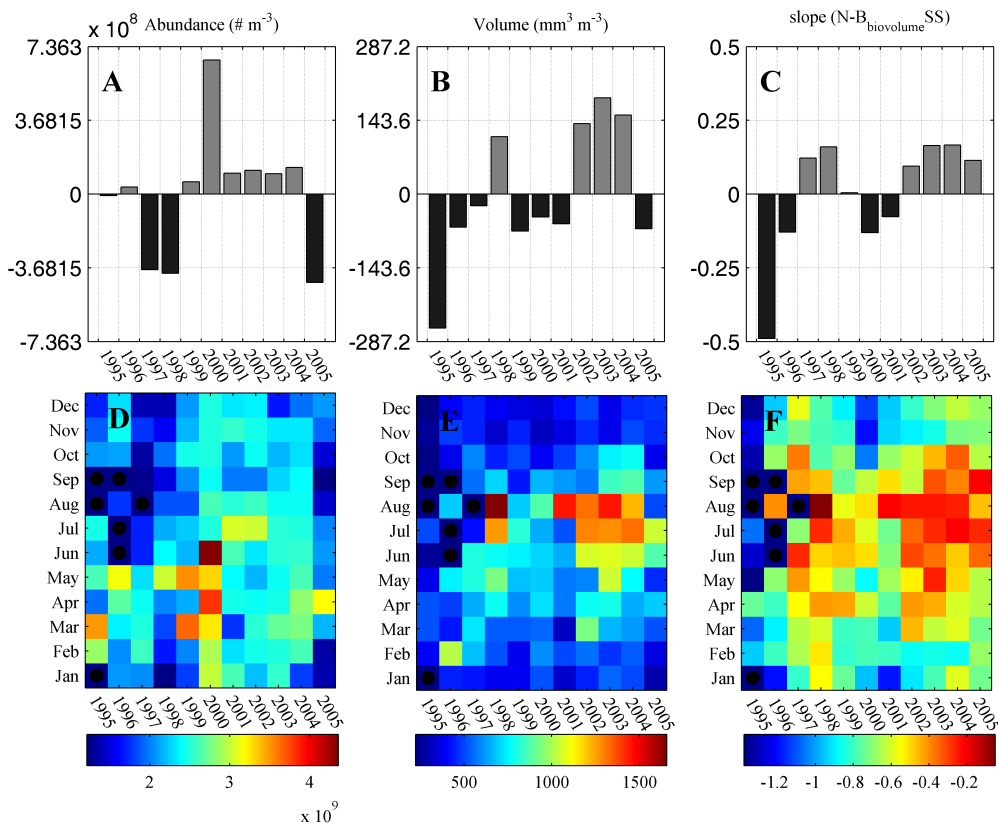 x 10^8
Abundance (# m^-3)
7.363
3.6815
0
-3.6815
-7.363
A
1995 1996 1997 1998 1999 2000 2001 2002 2003 2004 2005
Volume (mm^3 m^-3)
287.2
143.6
0
-143.6
-287.2
B
1995 1996 1997 1998 1999 2000 2001 2002 2003 2004 2005
slope (N-B_biovolume SS)
0.5
0.25
0
-0.25
-0.5
C
1995 1996 1997 1998 1999 2000 2001 2002 2003 2004 2005
D
Dec
Nov
Oct
Sep
Aug
Jul
Jun
May
Apr
Mar
Feb
Jan
1995 1996 1997 1998 1999 2000 2001 2002 2003 2004 2005
2 3 4
x 10^9
E
Dec
Nov
Oct
Sep
Aug
Jul
Jun
May
Apr
Mar
Feb
Jan
1995 1996 1997 1998 1999 2000 2001 2002 2003 2004 2005
500 1000 1500
F
Dec
Nov
Oct
Sep
Aug
Jul
Jun
May
Apr
Mar
Feb
Jan
1995 1996 1997 1998 1999 2000 2001 2002 2003 2004 2005
-1.2 -1 -0.8 -0.6 -0.4 -0.2